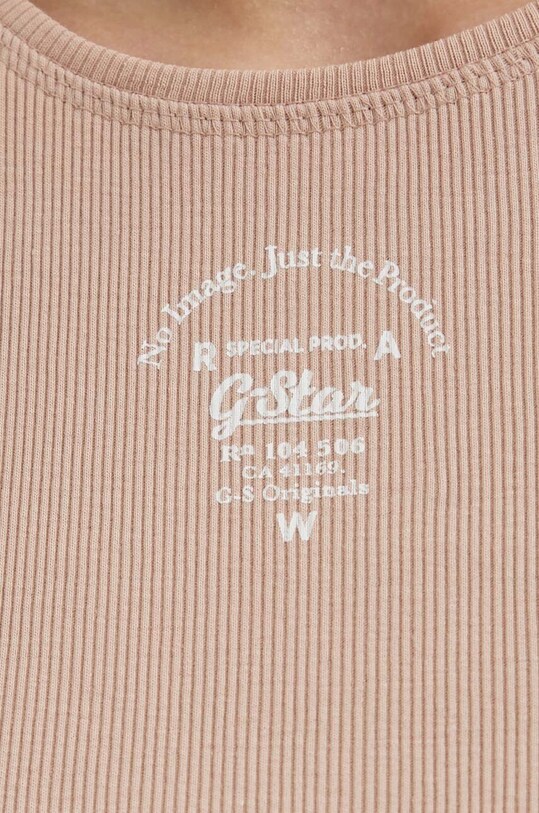 No Image. Just the Product
R SPECIAL PROD. A
G-Star
Rn 104 506
CA 41169.
G-S Originals
W